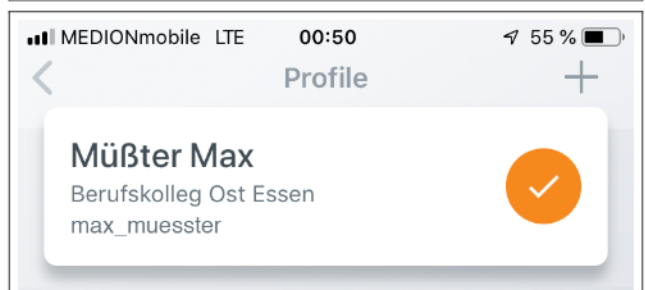 MEDIONmobile LTE 00:50 55 %
Profile
Müßter Max
Berufskolleg Ost Essen
max_muesster